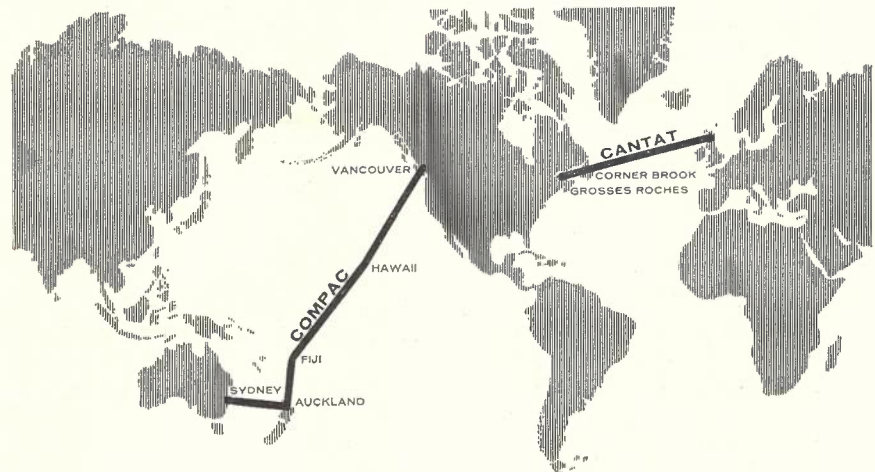 CANTAT
VANCOUVER
CORNER BROOK
GROSSES ROCHES
HAWAII
COMPAC
FIJI
SYDNEY
AUCKLAND